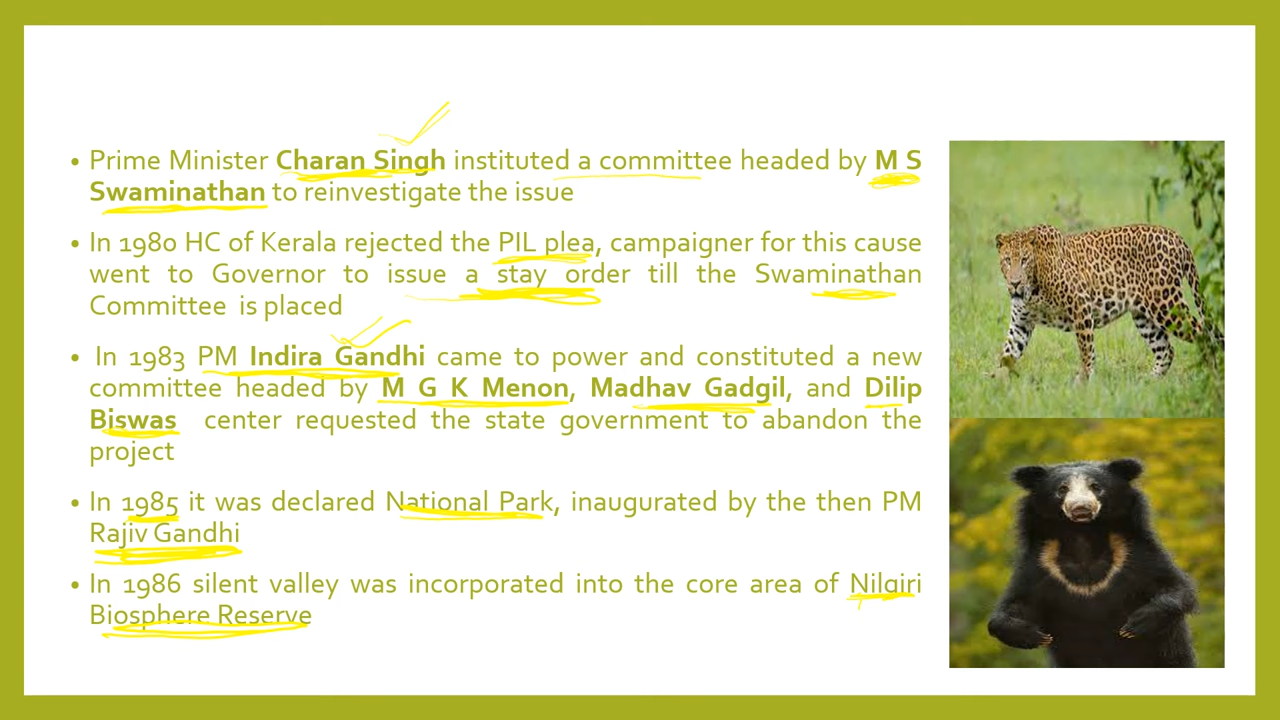 • Prime Minister Charan Singh instituted a committee headed by M S
Swaminathan to reinvestigate the issue
• In 1980 HC of Kerala rejected the PIL plea, campaigner for this cause
went to Governor to issue a stay order till the Swaminathan
Committee is placed
• In 1983 PM Indira Gandhi came to power and constituted a new
committee headed by M G K Menon, Madhav Gadgil, and Dilip
Biswas center requested the state government to abandon the
project
• In 1985 it was declared National Park, inaugurated by the then PM
Rajiv Gandhi
• In 1986 silent valley was incorporated into the core area of Nilgiri
Biosphere Reserve